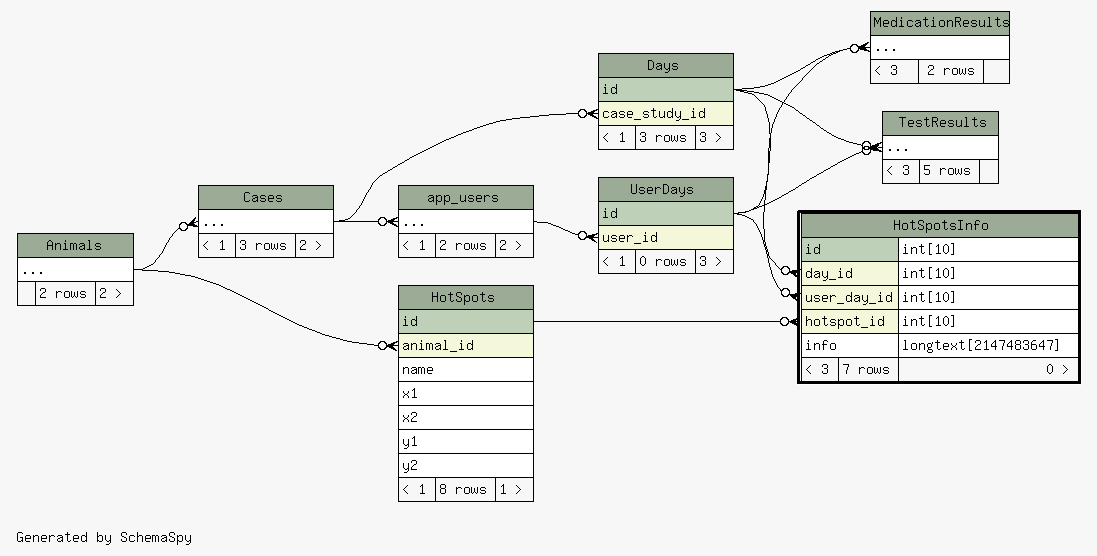 MedicationResults
...
< 3 2 rows
Days
id
case_study_id
< 1 3 rows 3 >
TestResults
...
< 3 5 rows
Cases
...
< 1 3 rows 2 >
app_users
...
< 1 2 rows 2 >
UserDays
id
user_id
< 1 0 rows 3 >
Animals
...
2 rows 2 >
HotSpotsInfo
id int[10]
day_id int[10]
user_day_id int[10]
hotspot_id int[10]
info longtext[2147483647]
< 3 7 rows 0 >
HotSpots
id
animal_id
name
x1
x2
y1
y2
< 1 8 rows 1 >
Generated by SchemaSpy